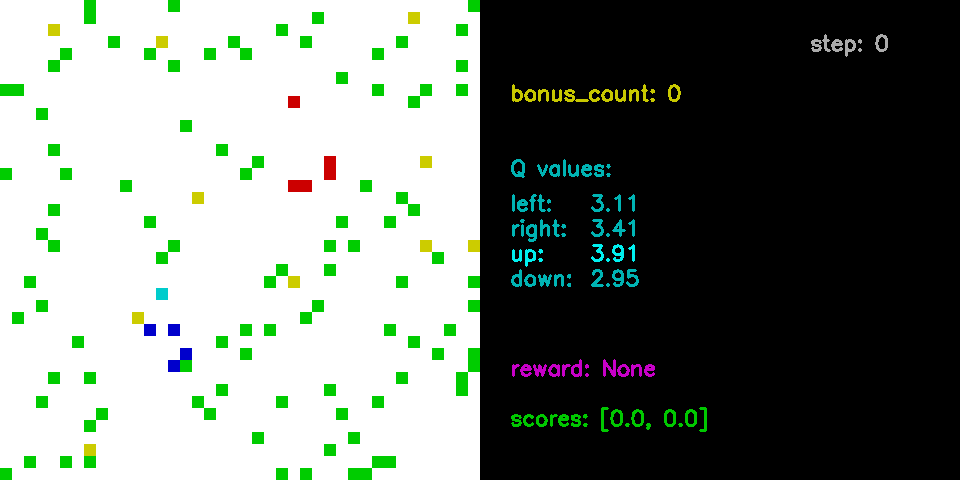 step: 0
bonus_count: 0
Q values:
left: 3.11
right: 3.41
up: 3.91
down: 2.95
reward: None
scores: [0.0, 0.0]